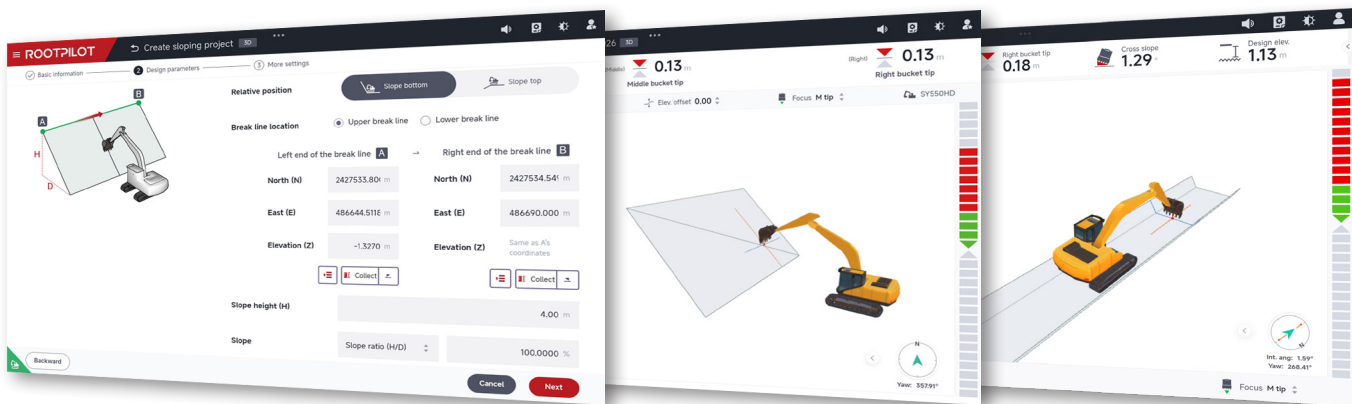 ROOTPILOT
Create sloping project 3D
Basic information
2 Design parameters
3 More settings
A
B
H
D
Relative position
Slope bottom
Slope top
Break line location
Upper break line
Lower break line
Left end of the break line A → Right end of the break line B
North (N) 2427533.80 m
North (N) 2427534.54 m
East (E) 486644.5118 m
East (E) 486690.000 m
Elevation (Z) -1.3270 m
Elevation (Z) Same as A's
coordinates
Collect
Collect
Slope height (H) 4.00 m
Slope
Slope ratio (H/D) 100.0000 %
Backward
Cancel
Next
26 3D
(Middle) 0.13 m
Middle bucket tip
(Right) 0.13 m
Right bucket tip
Elev. offset 0.00
Focus M tip
SY550HD
N
Yaw: 357.91°
Right bucket tip
0.18 m
Cross slope
1.29 °
Design elev.
1.13 m
N
Int. ang: 1.59°
Yaw: 268.41°
Focus M tip